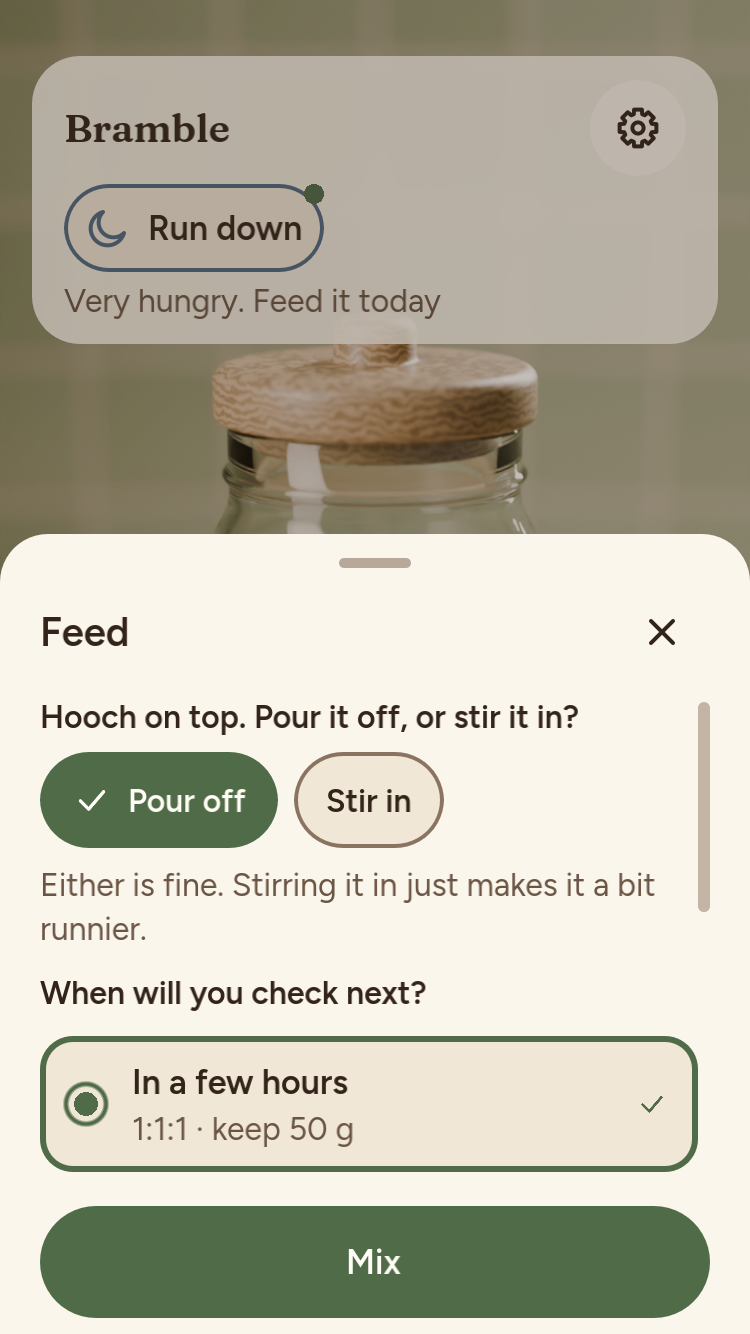 Bramble
Run down
Very hungry. Feed it today
Feed
Hooch on top. Pour it off, or stir it in?
Pour off
Stir in
Either is fine. Stirring it in just makes it a bit
runnier.
When will you check next?
In a few hours
1:1:1 · keep 50 g
Mix